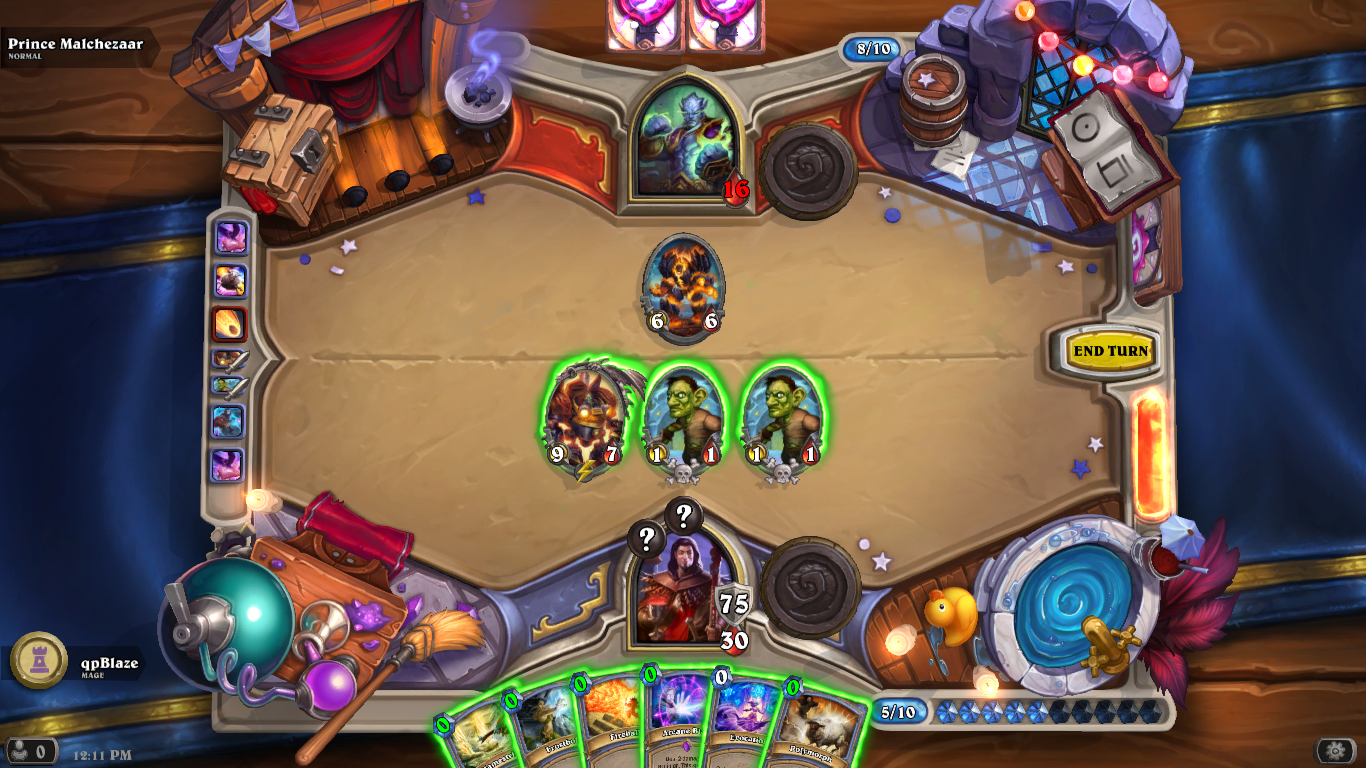 Prince Malchezaar
NORMAL
8/10
16
6 6
END TURN
9 7 1 1 1 1
? ?
75
30
qpBlaze
MAGE
0 0 0 0 0 0
Polymorph
5/10
0 12:11 PM